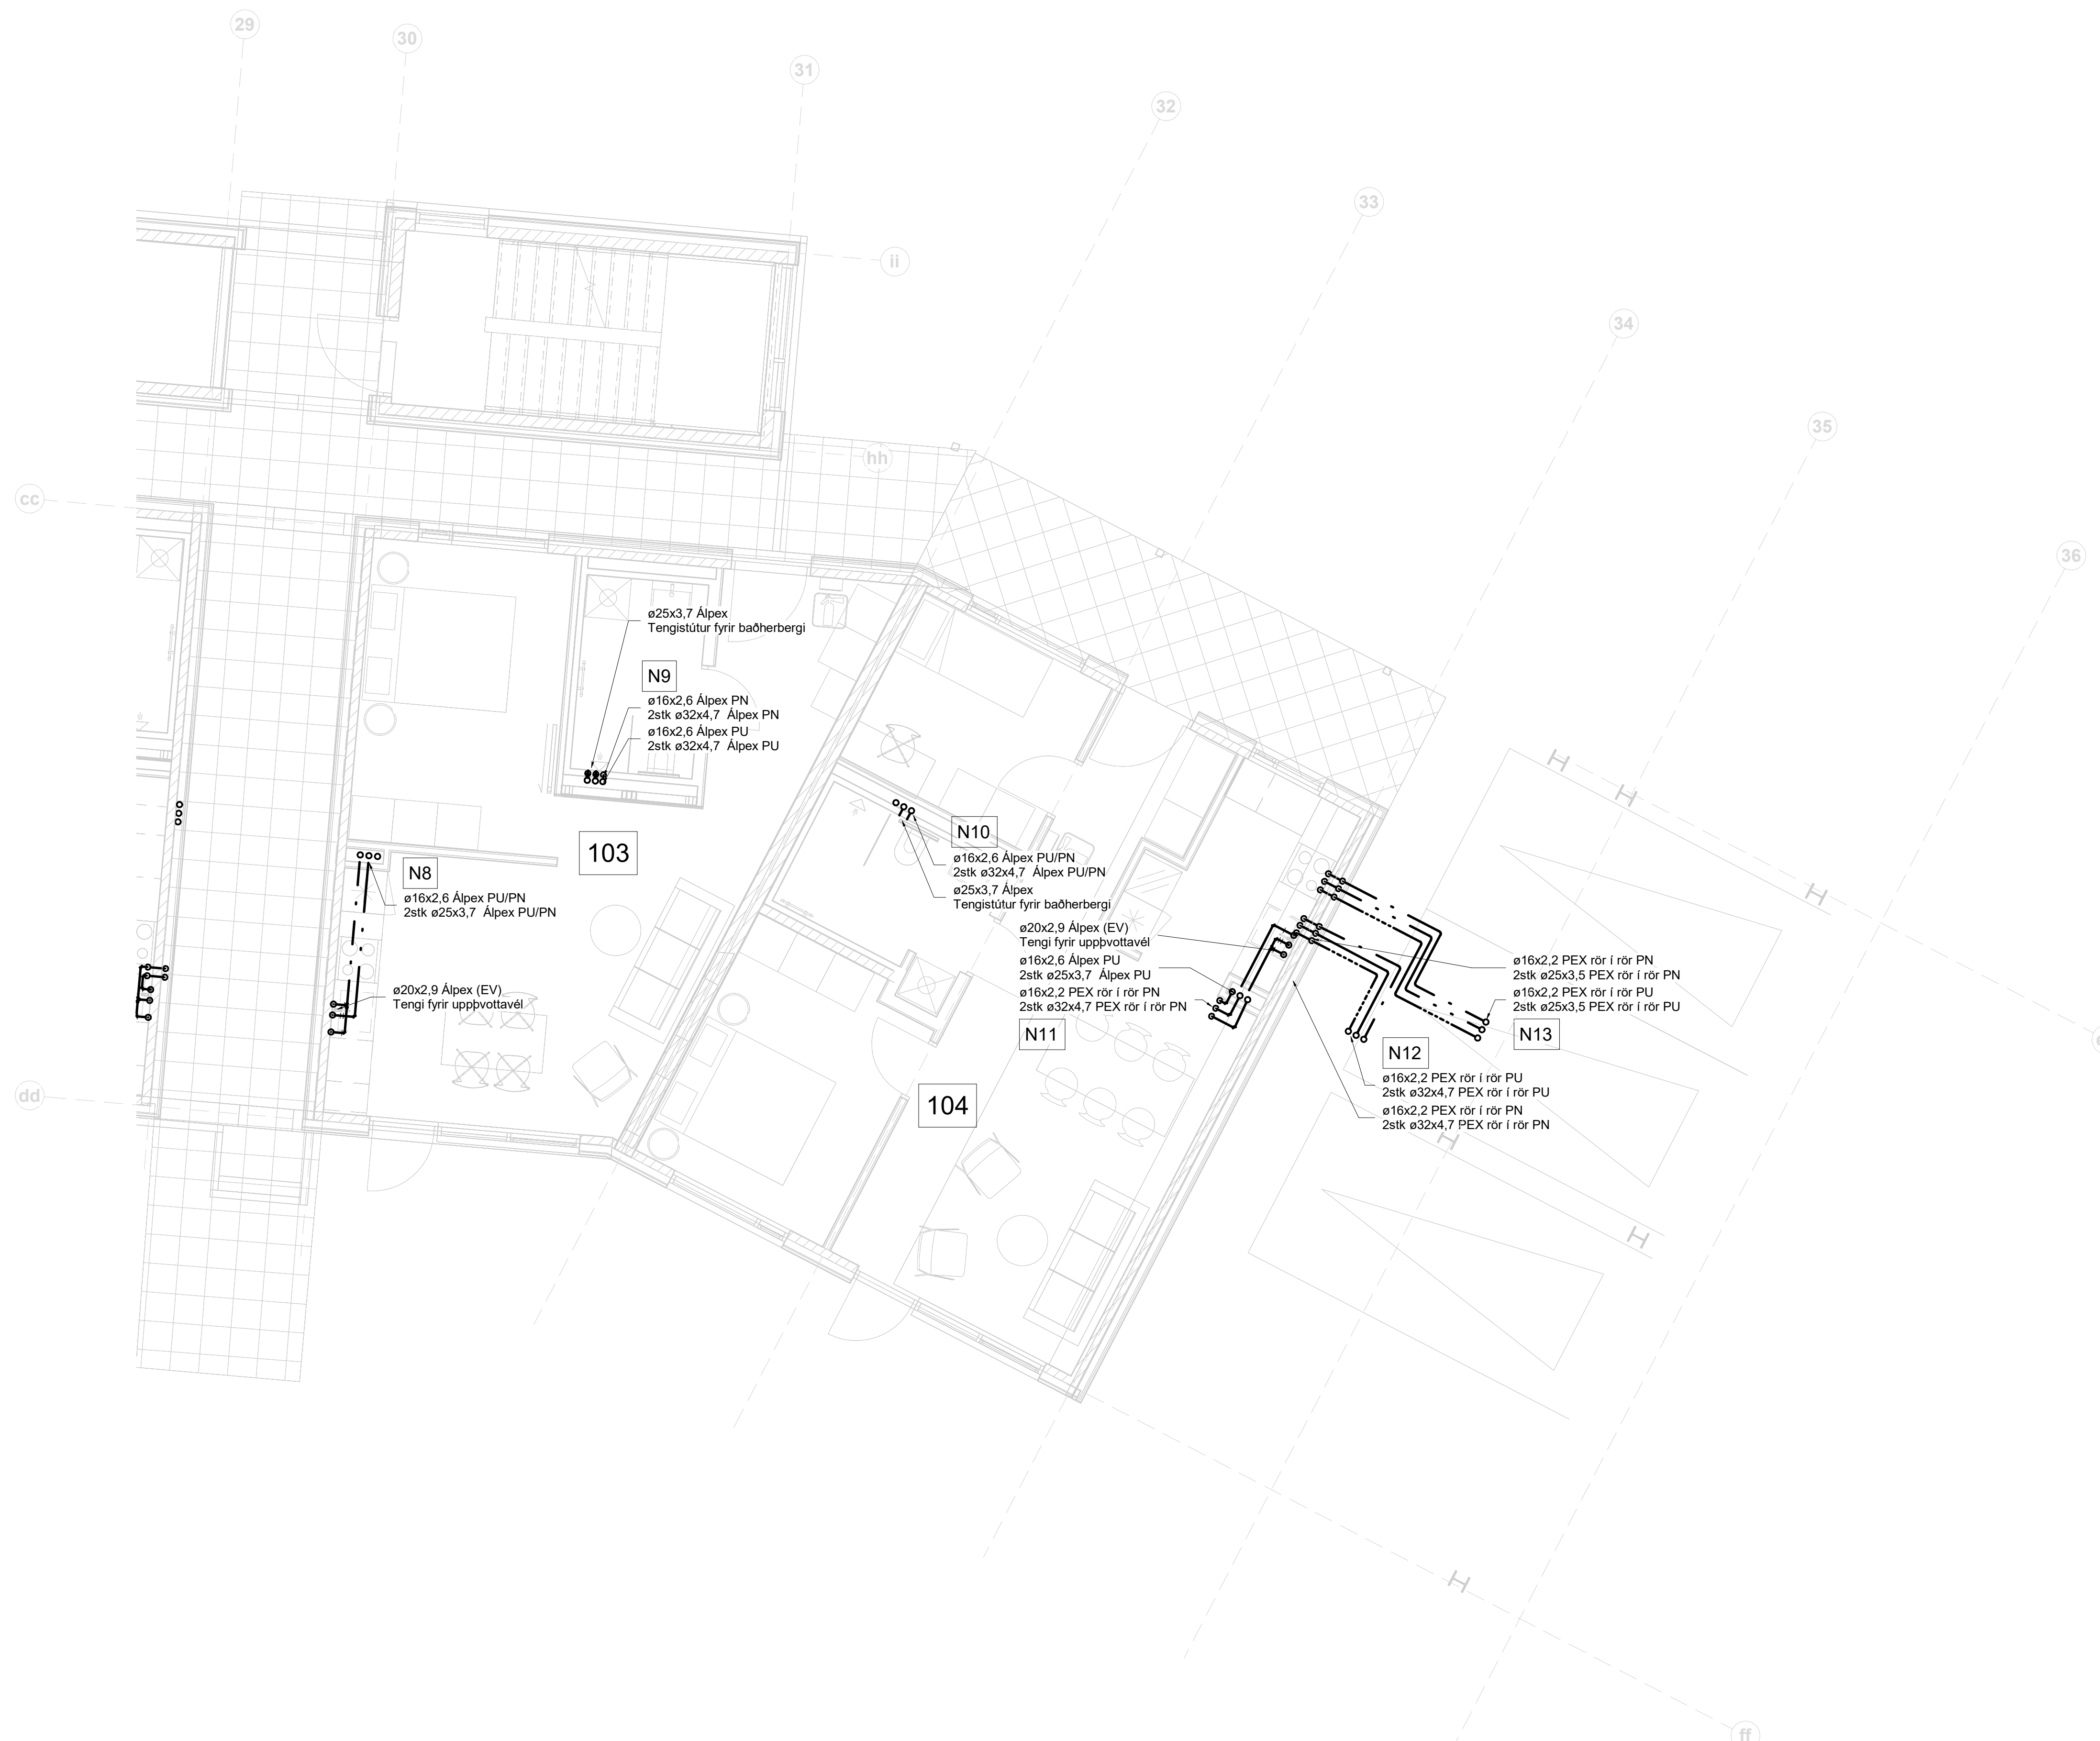 29
30
31
32
33
34
35
36
ii
hh
cc
dd
ff
ø25x3,7 Álpex
Tengistútur fyrir baðherbergi
N9
ø16x2,6 Álpex PN
2stk ø32x4,7 Álpex PN
ø16x2,6 Álpex PU
2stk ø32x4,7 Álpex PU
103
N8
ø16x2,6 Álpex PU/PN
2stk ø25x3,7 Álpex PU/PN
ø20x2,9 Álpex (EV)
Tengi fyrir uppþvottavél
N10
ø16x2,6 Álpex PU/PN
2stk ø32x4,7 Álpex PU/PN
ø25x3,7 Álpex
Tengistútur fyrir baðherbergi
ø20x2,9 Álpex (EV)
Tengi fyrir uppþvottavél
ø16x2,6 Álpex PU
2stk ø25x3,7 Álpex PU
ø16x2,2 PEX rör í rör PN
2stk ø32x4,7 PEX rör í rör PN
N11
104
ø16x2,2 PEX rör í rör PN
2stk ø25x3,5 PEX rör í rör PN
ø16x2,2 PEX rör í rör PU
2stk ø25x3,5 PEX rör í rör PU
N13
N12
ø16x2,2 PEX rör í rör PU
2stk ø32x4,7 PEX rör í rör PU
ø16x2,2 PEX rör í rör PN
2stk ø32x4,7 PEX rör í rör PN